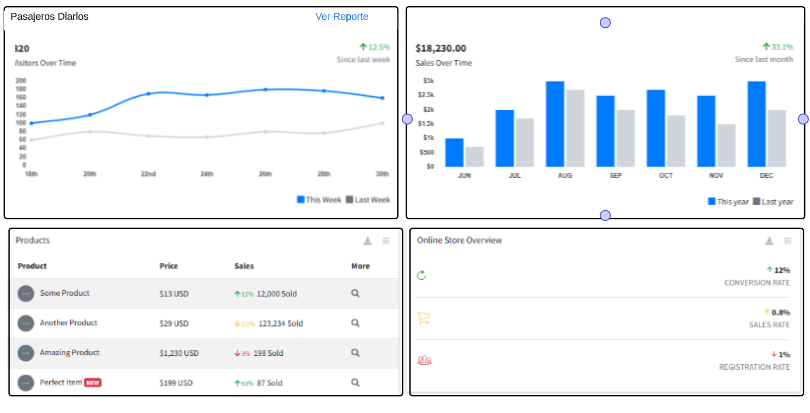 Pasajeros Diarlos Ver Reporte
820 12.5%
Visitors Over Time Since last week
200
180
160
140
120
100
80
60
40
20
0
18th 20th 22nd 24th 26th 28th 30th
This Week Last Week
$18,230.00 33.1%
Sales Over Time Since last month
$3k
$2.5k
$2k
$1.5k
$1k
$500
$0
JUN JUL AUG SEP OCT NOV DEC
This year Last year
Products
Product Price Sales More
Some Product $13 USD 12% 12,000 Sold
Another Product $29 USD 123,234 Sold
Amazing Product $1,230 USD 3% 198 Sold
Perfect Item NEW $199 USD 63% 87 Sold
Online Store Overview
12%
CONVERSION RATE
0.8%
SALES RATE
1%
REGISTRATION RATE